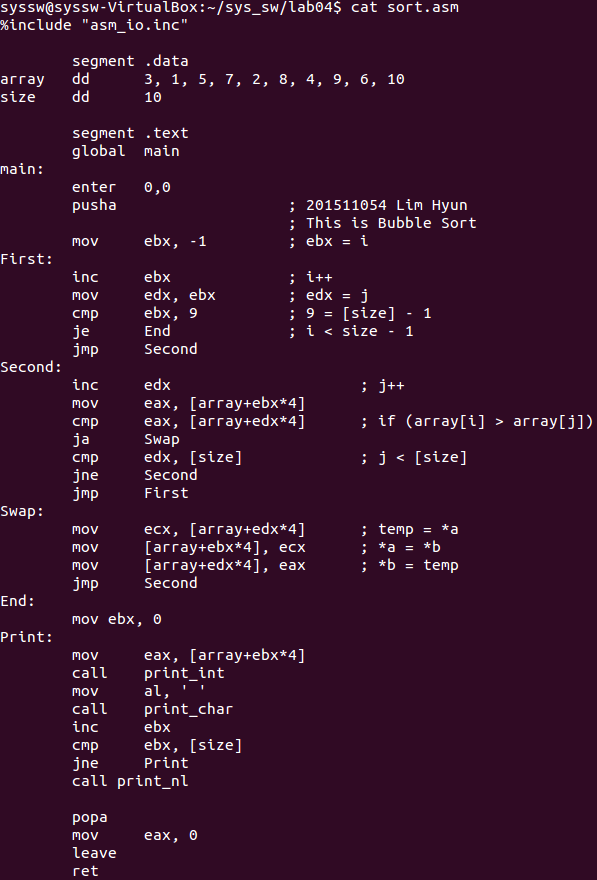 syssw@syssw-VirtualBox:~/sys_sw/lab04$ cat sort.asm
%include "asm_io.inc"

        segment .data
array   dd      3, 1, 5, 7, 2, 8, 4, 9, 6, 10
size    dd      10

        segment .text
        global  main
main:
        enter   0,0
        pusha                   ; 201511054 Lim Hyun
                                ; This is Bubble Sort
        mov     ebx, -1         ; ebx = i
First:
        inc     ebx             ; i++
        mov     edx, ebx        ; edx = j
        cmp     ebx, 9          ; 9 = [size] - 1
        je      End             ; i < size - 1
        jmp     Second
Second:
        inc     edx                     ; j++
        mov     eax, [array+ebx*4]
        cmp     eax, [array+edx*4]      ; if (array[i] > array[j])
        ja      Swap
        cmp     edx, [size]             ; j < [size]
        jne     Second
        jmp     First
Swap:
        mov     ecx, [array+edx*4]      ; temp = *a
        mov     [array+ebx*4], ecx      ; *a = *b
        mov     [array+edx*4], eax      ; *b = temp
        jmp     Second
End:
        mov ebx, 0
Print:
        mov     eax, [array+ebx*4]
        call    print_int
        mov     al, ' '
        call    print_char
        inc     ebx
        cmp     ebx, [size]
        jne     Print
        call print_nl

        popa
        mov     eax, 0
        leave
        ret